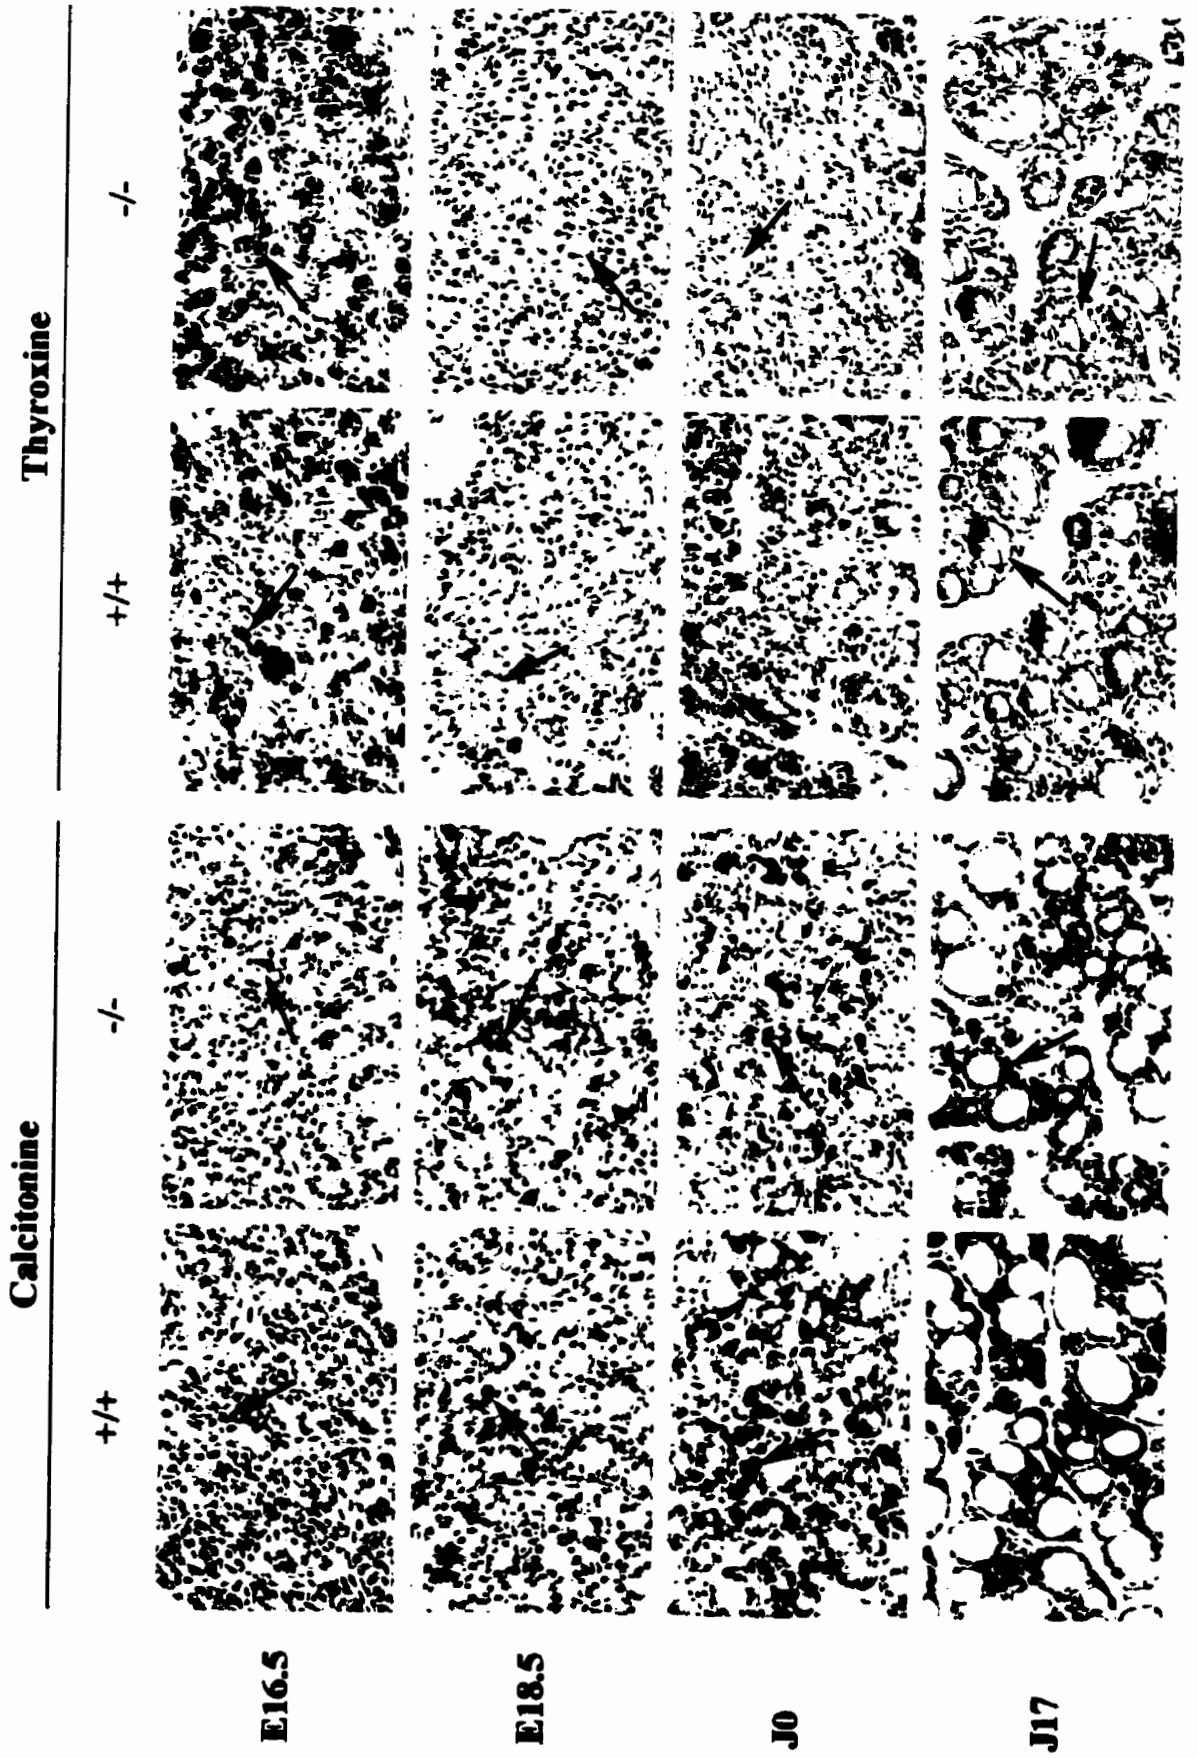 Calcitonine
Thyroxine
+/+
-/-
+/+
-/-
E16.5
E18.5
J0
J17